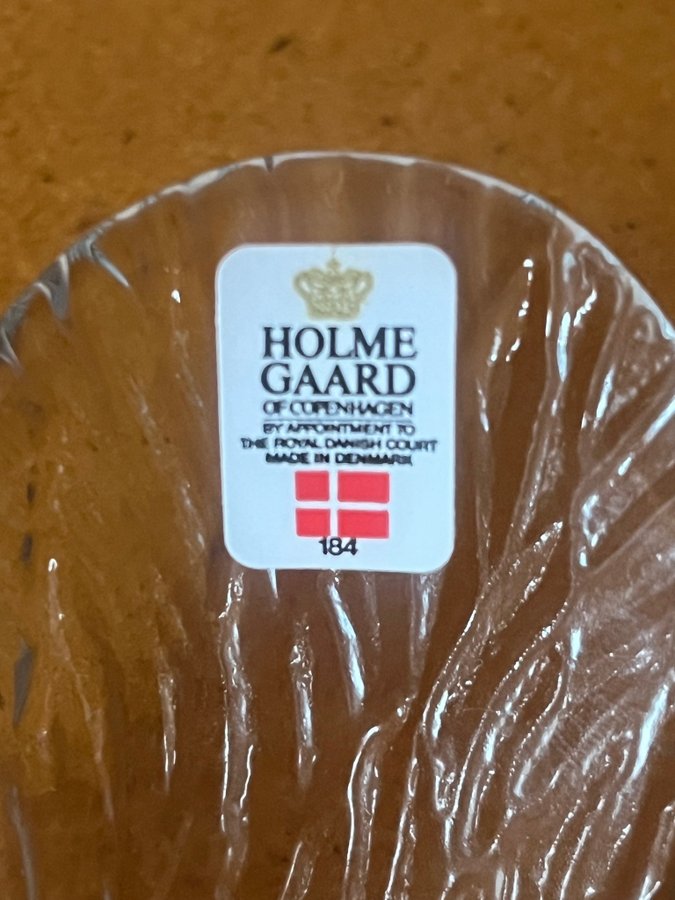 HOLME
GAARD
OF COPENHAGEN
BY APPOINTMENT TO
THE ROYAL DANISH COURT
MADE IN DENMARK
184